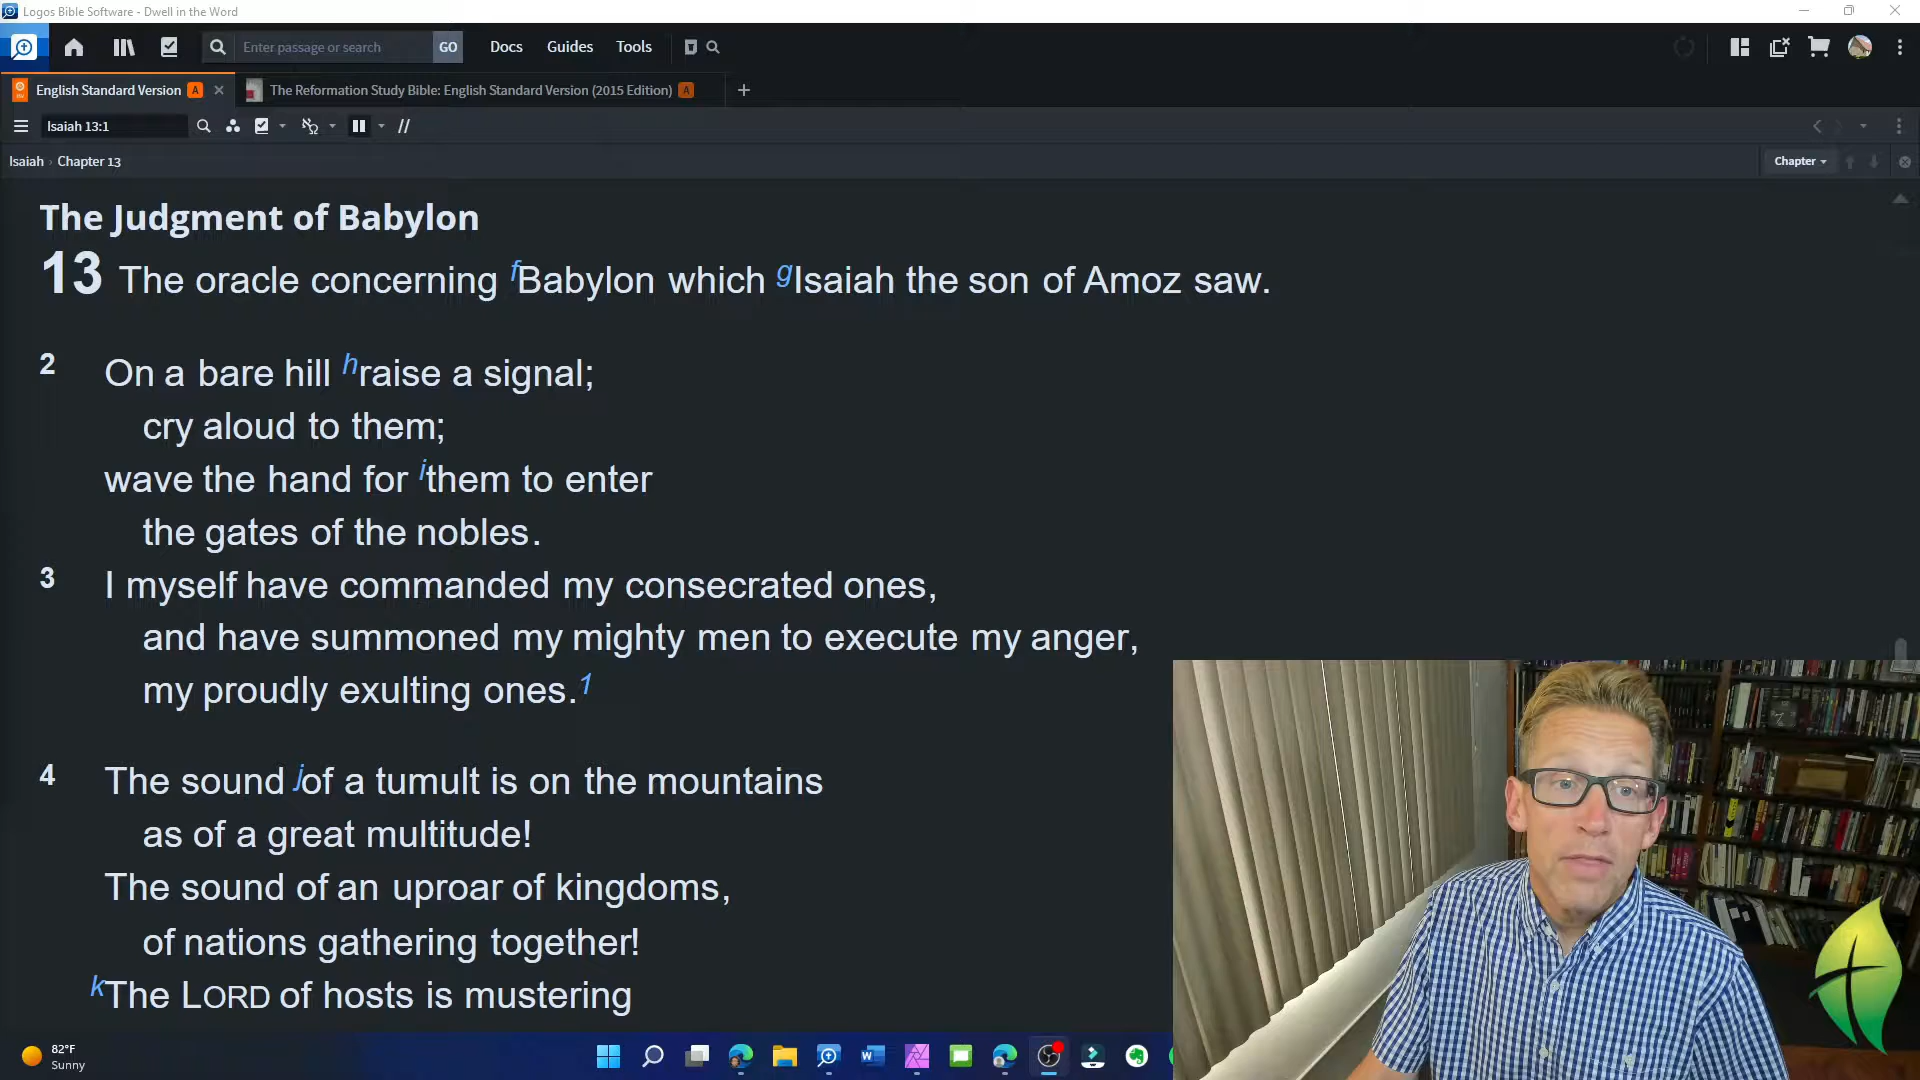 Logos Bible Software - Dwell in the Word
Enter passage or search
GO
Docs
Guides
Tools
English Standard Version A
The Reformation Study Bible: English Standard Version (2015 Edition) A
Isaiah 13:1
Isaiah › Chapter 13
Chapter
The Judgment of Babylon
13 The oracle concerning fBabylon which gIsaiah the son of Amoz saw.
2 On a bare hill hraise a signal;
cry aloud to them;
wave the hand for ithem to enter
the gates of the nobles.
3 I myself have commanded my consecrated ones,
and have summoned my mighty men to execute my anger,
my proudly exulting ones.1
4 The sound jof a tumult is on the mountains
as of a great multitude!
The sound of an uproar of kingdoms,
of nations gathering together!
kThe LORD of hosts is mustering
82°F
Sunny